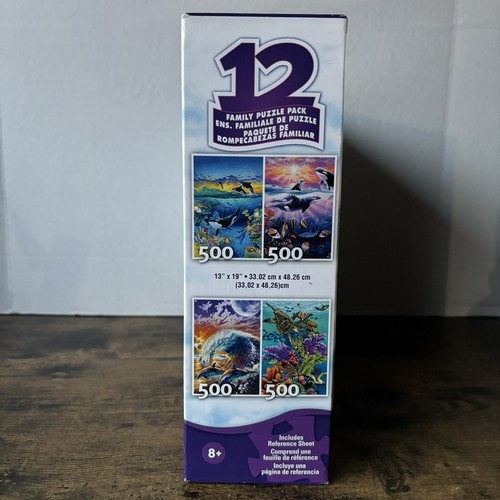 12
FAMILY PUZZLE PACK
ENS. FAMILIALE DE PUZZLE
PAQUETE DE
ROMPECABEZAS FAMILIAR
500 500
13" x 19" • 33.02 cm x 48.26 cm
(33,02 x 48,26)cm
500 500
8+
Includes
Reference Sheet
Comprend une
feuille de référence
Incluye una
página de referencia